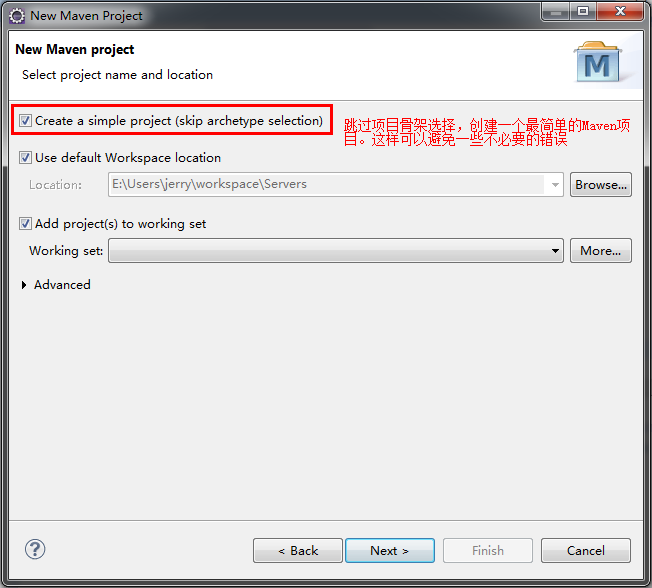 New Maven Project
New Maven project
Select project name and location
M
Create a simple project (skip archetype selection)
跳过项目骨架选择，创建一个最简单的Maven项
目。这样可以避免一些不必要的错误
Use default Workspace location
Location:
E:\Users\jerry\workspace\Servers
Browse...
Add project(s) to working set
Working set:
More...
Advanced
?
< Back
Next >
Finish
Cancel